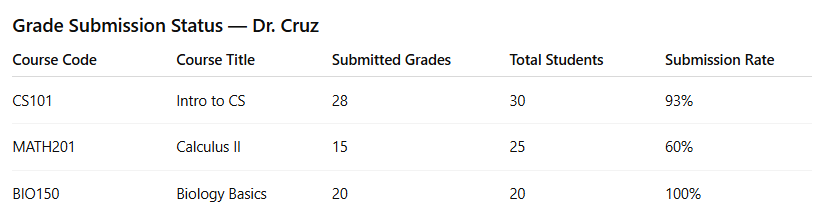 Grade Submission Status — Dr. Cruz
Course Code Course Title Submitted Grades Total Students Submission Rate
CS101 Intro to CS 28 30 93%
MATH201 Calculus II 15 25 60%
BIO150 Biology Basics 20 20 100%